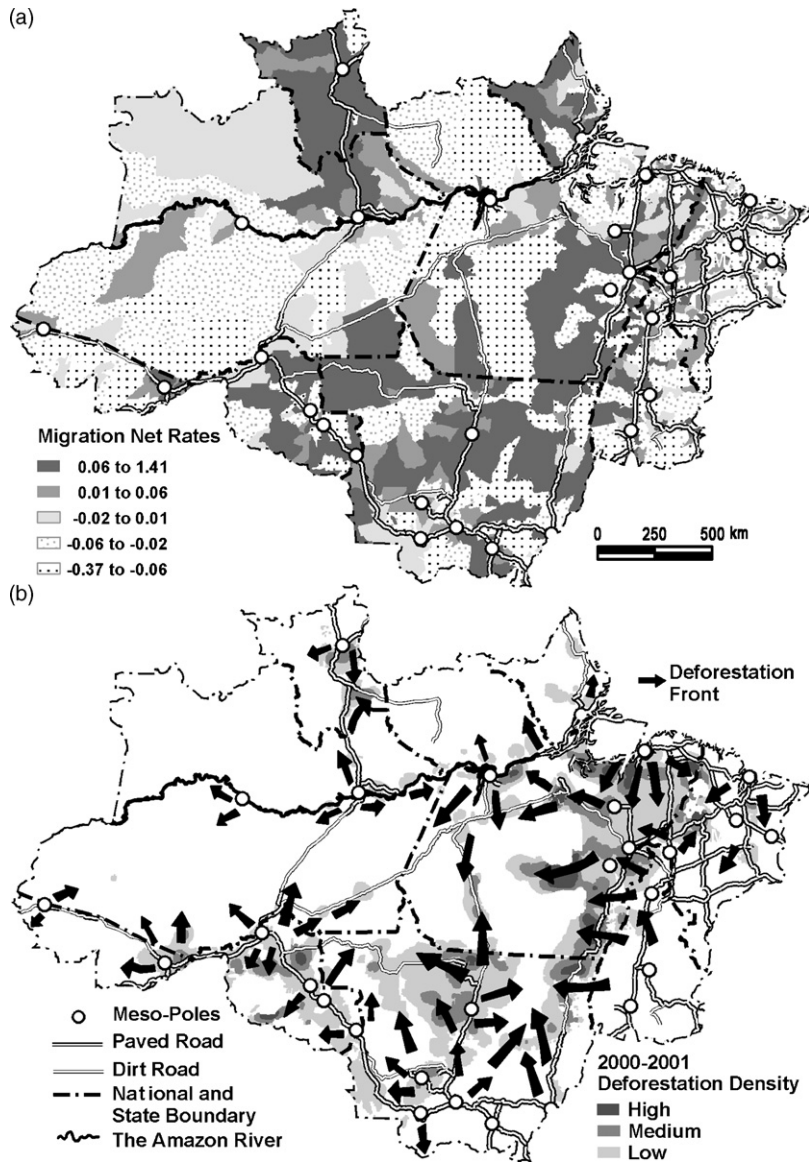 (a)
Migration Net Rates
0.06 to 1.41
0.01 to 0.06
-0.02 to 0.01
-0.06 to -0.02
-0.37 to -0.06
0 250 500 km
(b)
Deforestation
Front
Meso-Poles
Paved Road
Dirt Road
National and
State Boundary
The Amazon River
2000-2001
Deforestation Density
High
Medium
Low